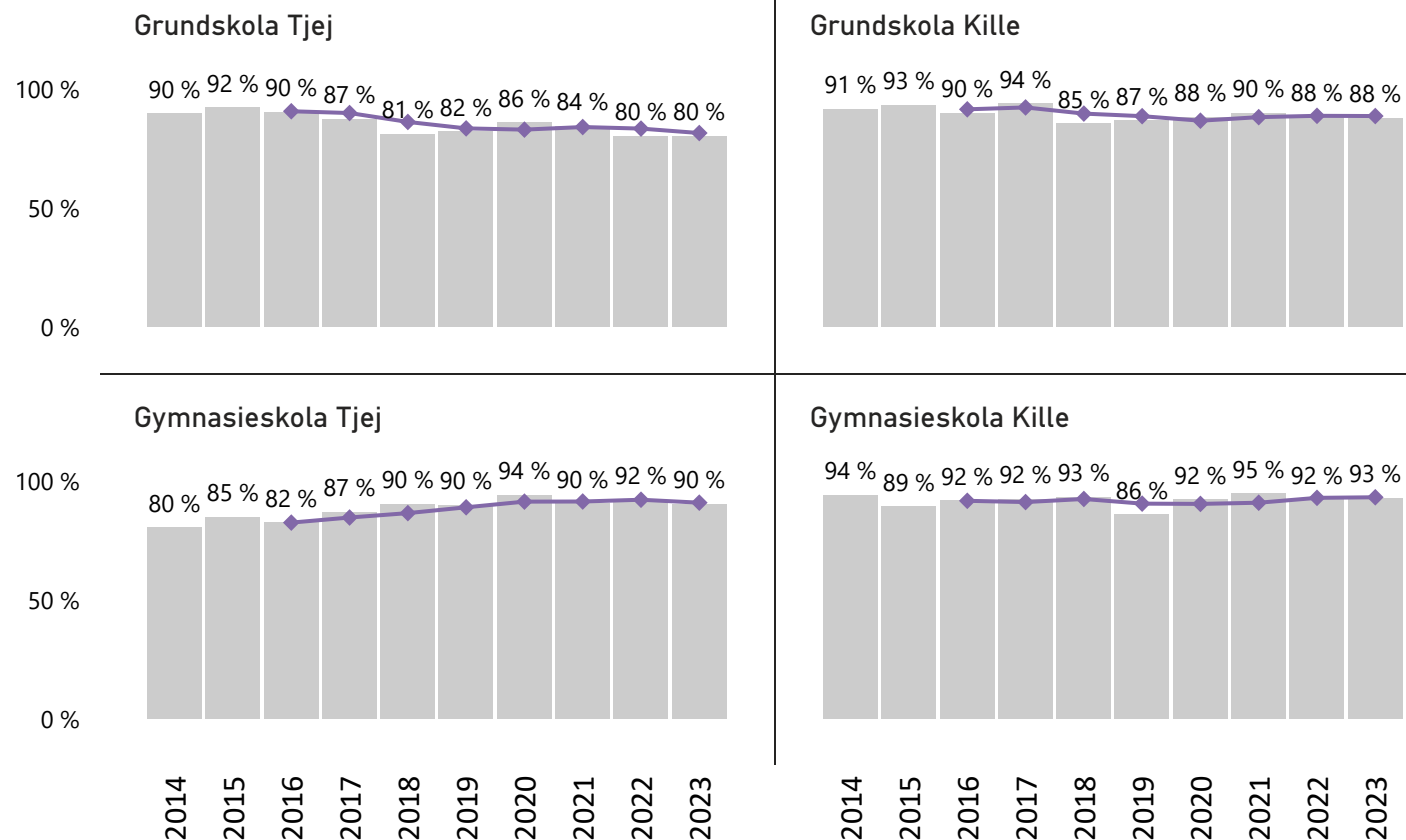 Grundskola Tjej
100 %
50 %
0 %
90 % 92 % 90 % 87 % 81 % 82 % 86 % 84 % 80 % 80 %
Grundskola Kille
91 % 93 % 90 % 94 % 85 % 87 % 88 % 90 % 88 % 88 %
Gymnasieskola Tjej
100 %
50 %
0 %
80 % 85 % 82 % 87 % 90 % 90 % 94 % 90 % 92 % 90 %
2014 2015 2016 2017 2018 2019 2020 2021 2022 2023
Gymnasieskola Kille
94 % 89 % 92 % 92 % 93 % 86 % 92 % 95 % 92 % 93 %
2014 2015 2016 2017 2018 2019 2020 2021 2022 2023